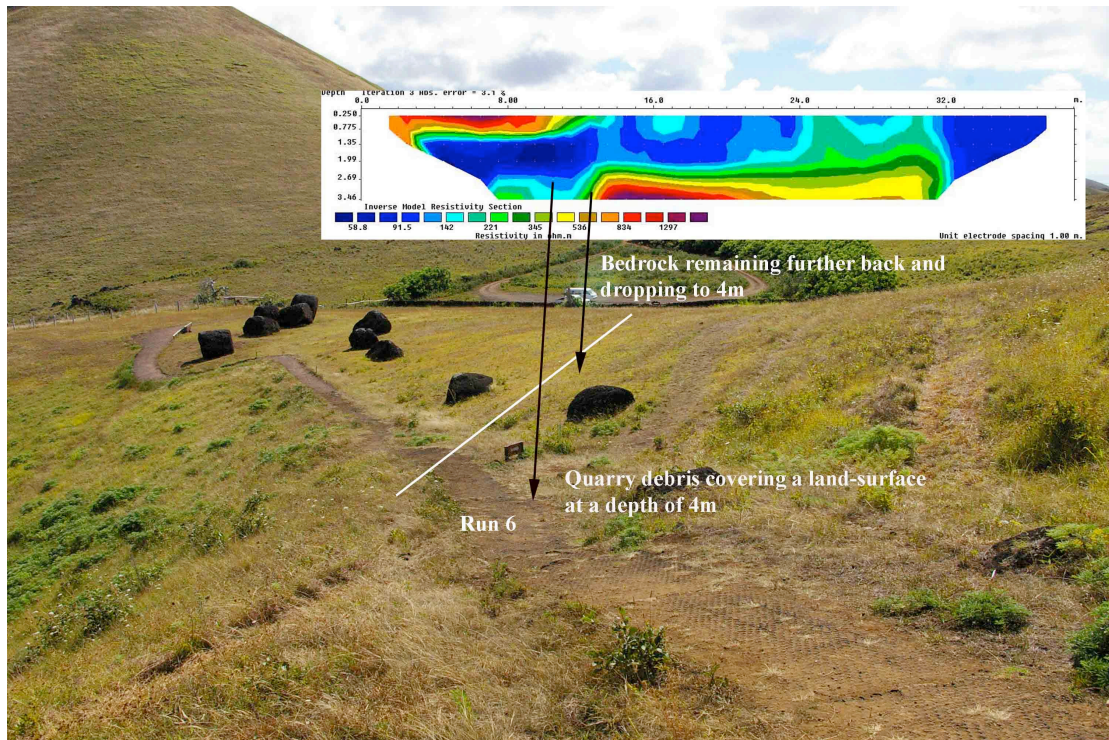 Depth Iteration 3 Abs. error = 3.1 %
0.0 8.00 16.0 24.0 32.0 m.
0.250
0.775
1.35
1.99
2.69
3.46
Inverse Model Resistivity Section
58.8 91.5 142 221 345 536 834 1297
Resistivity in ohm.m
Unit electrode spacing 1.00 m.
Bedrock remaining further back and
dropping to 4m
Quarry debris covering a land-surface
at a depth of 4m
Run 6